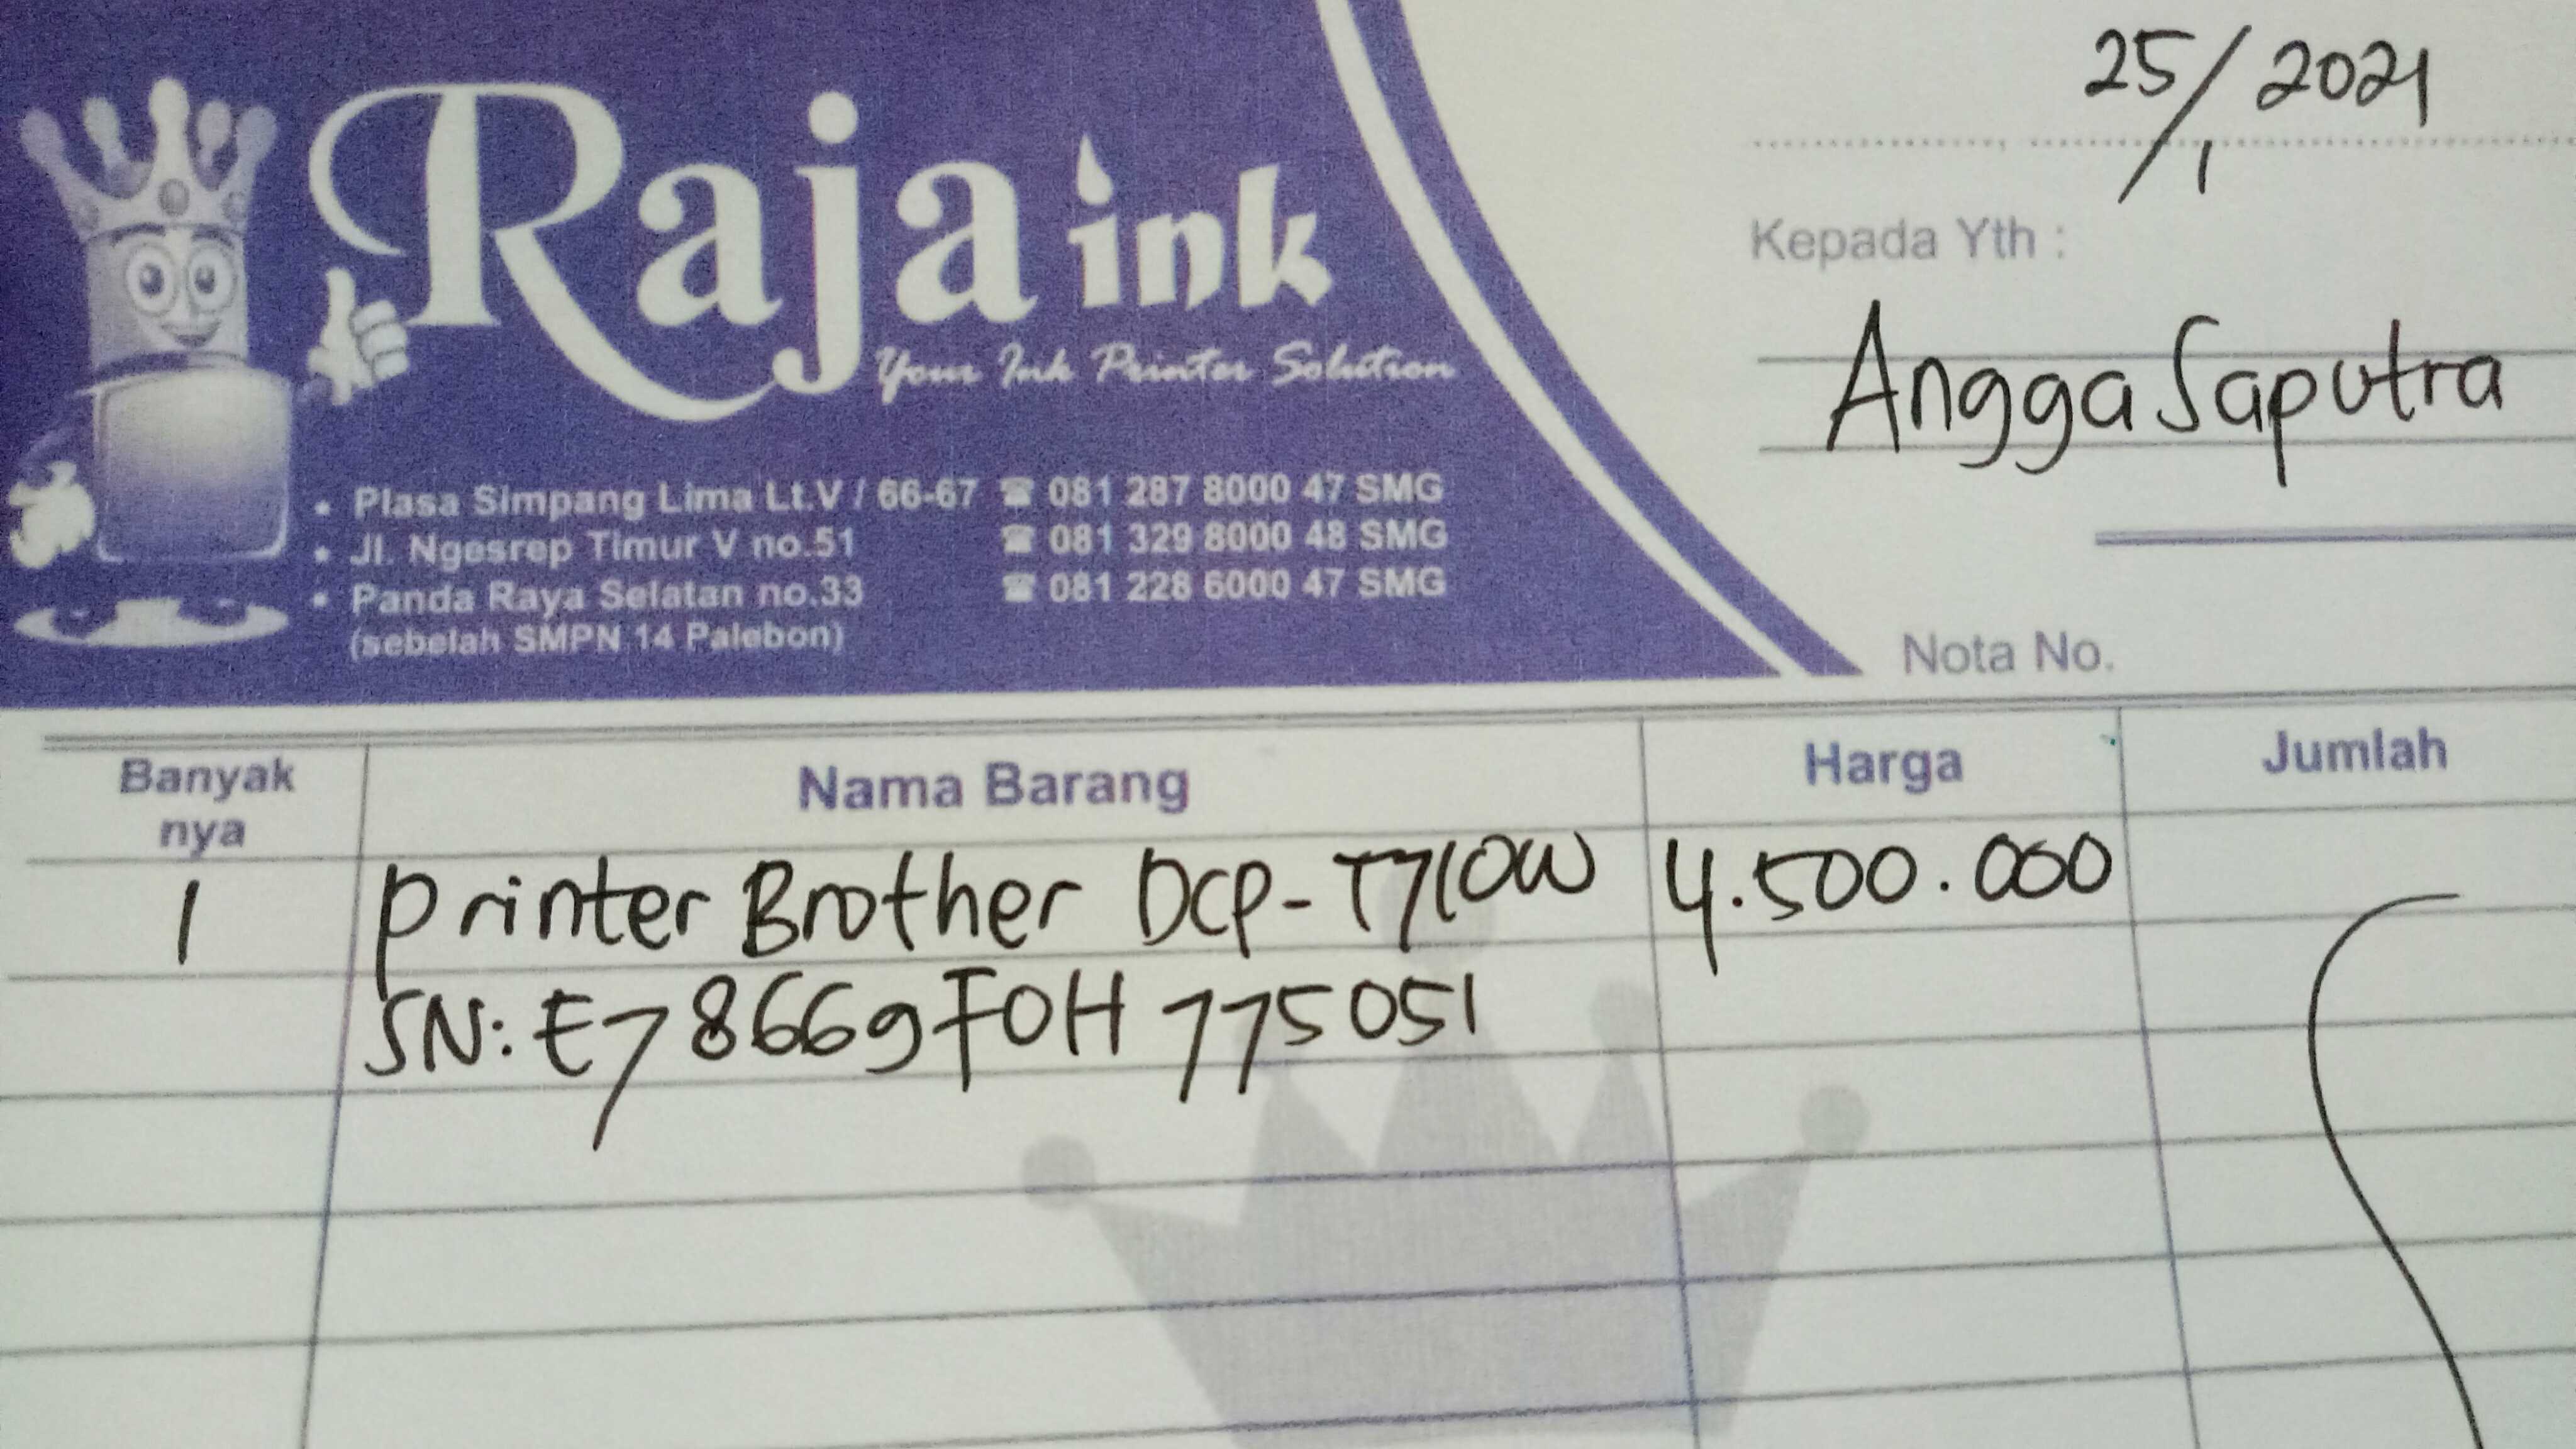 Raja ink
Your Ink Printer Solution
• Plasa Simpang Lima Lt.V / 66-67 ☎ 081 287 8000 47 SMG
• Jl. Ngesrep Timur V no.51 ☎ 081 329 8000 48 SMG
• Panda Raya Selatan no.33 ☎ 081 228 6000 47 SMG
(sebelah SMPN 14 Palebon)
25/1 2021
Kepada Yth :
Angga Saputra
Nota No.
Banyak nya Nama Barang Harga Jumlah
1 Printer Brother DCP-T710W 4.500.000
SN: E78669F0H775051